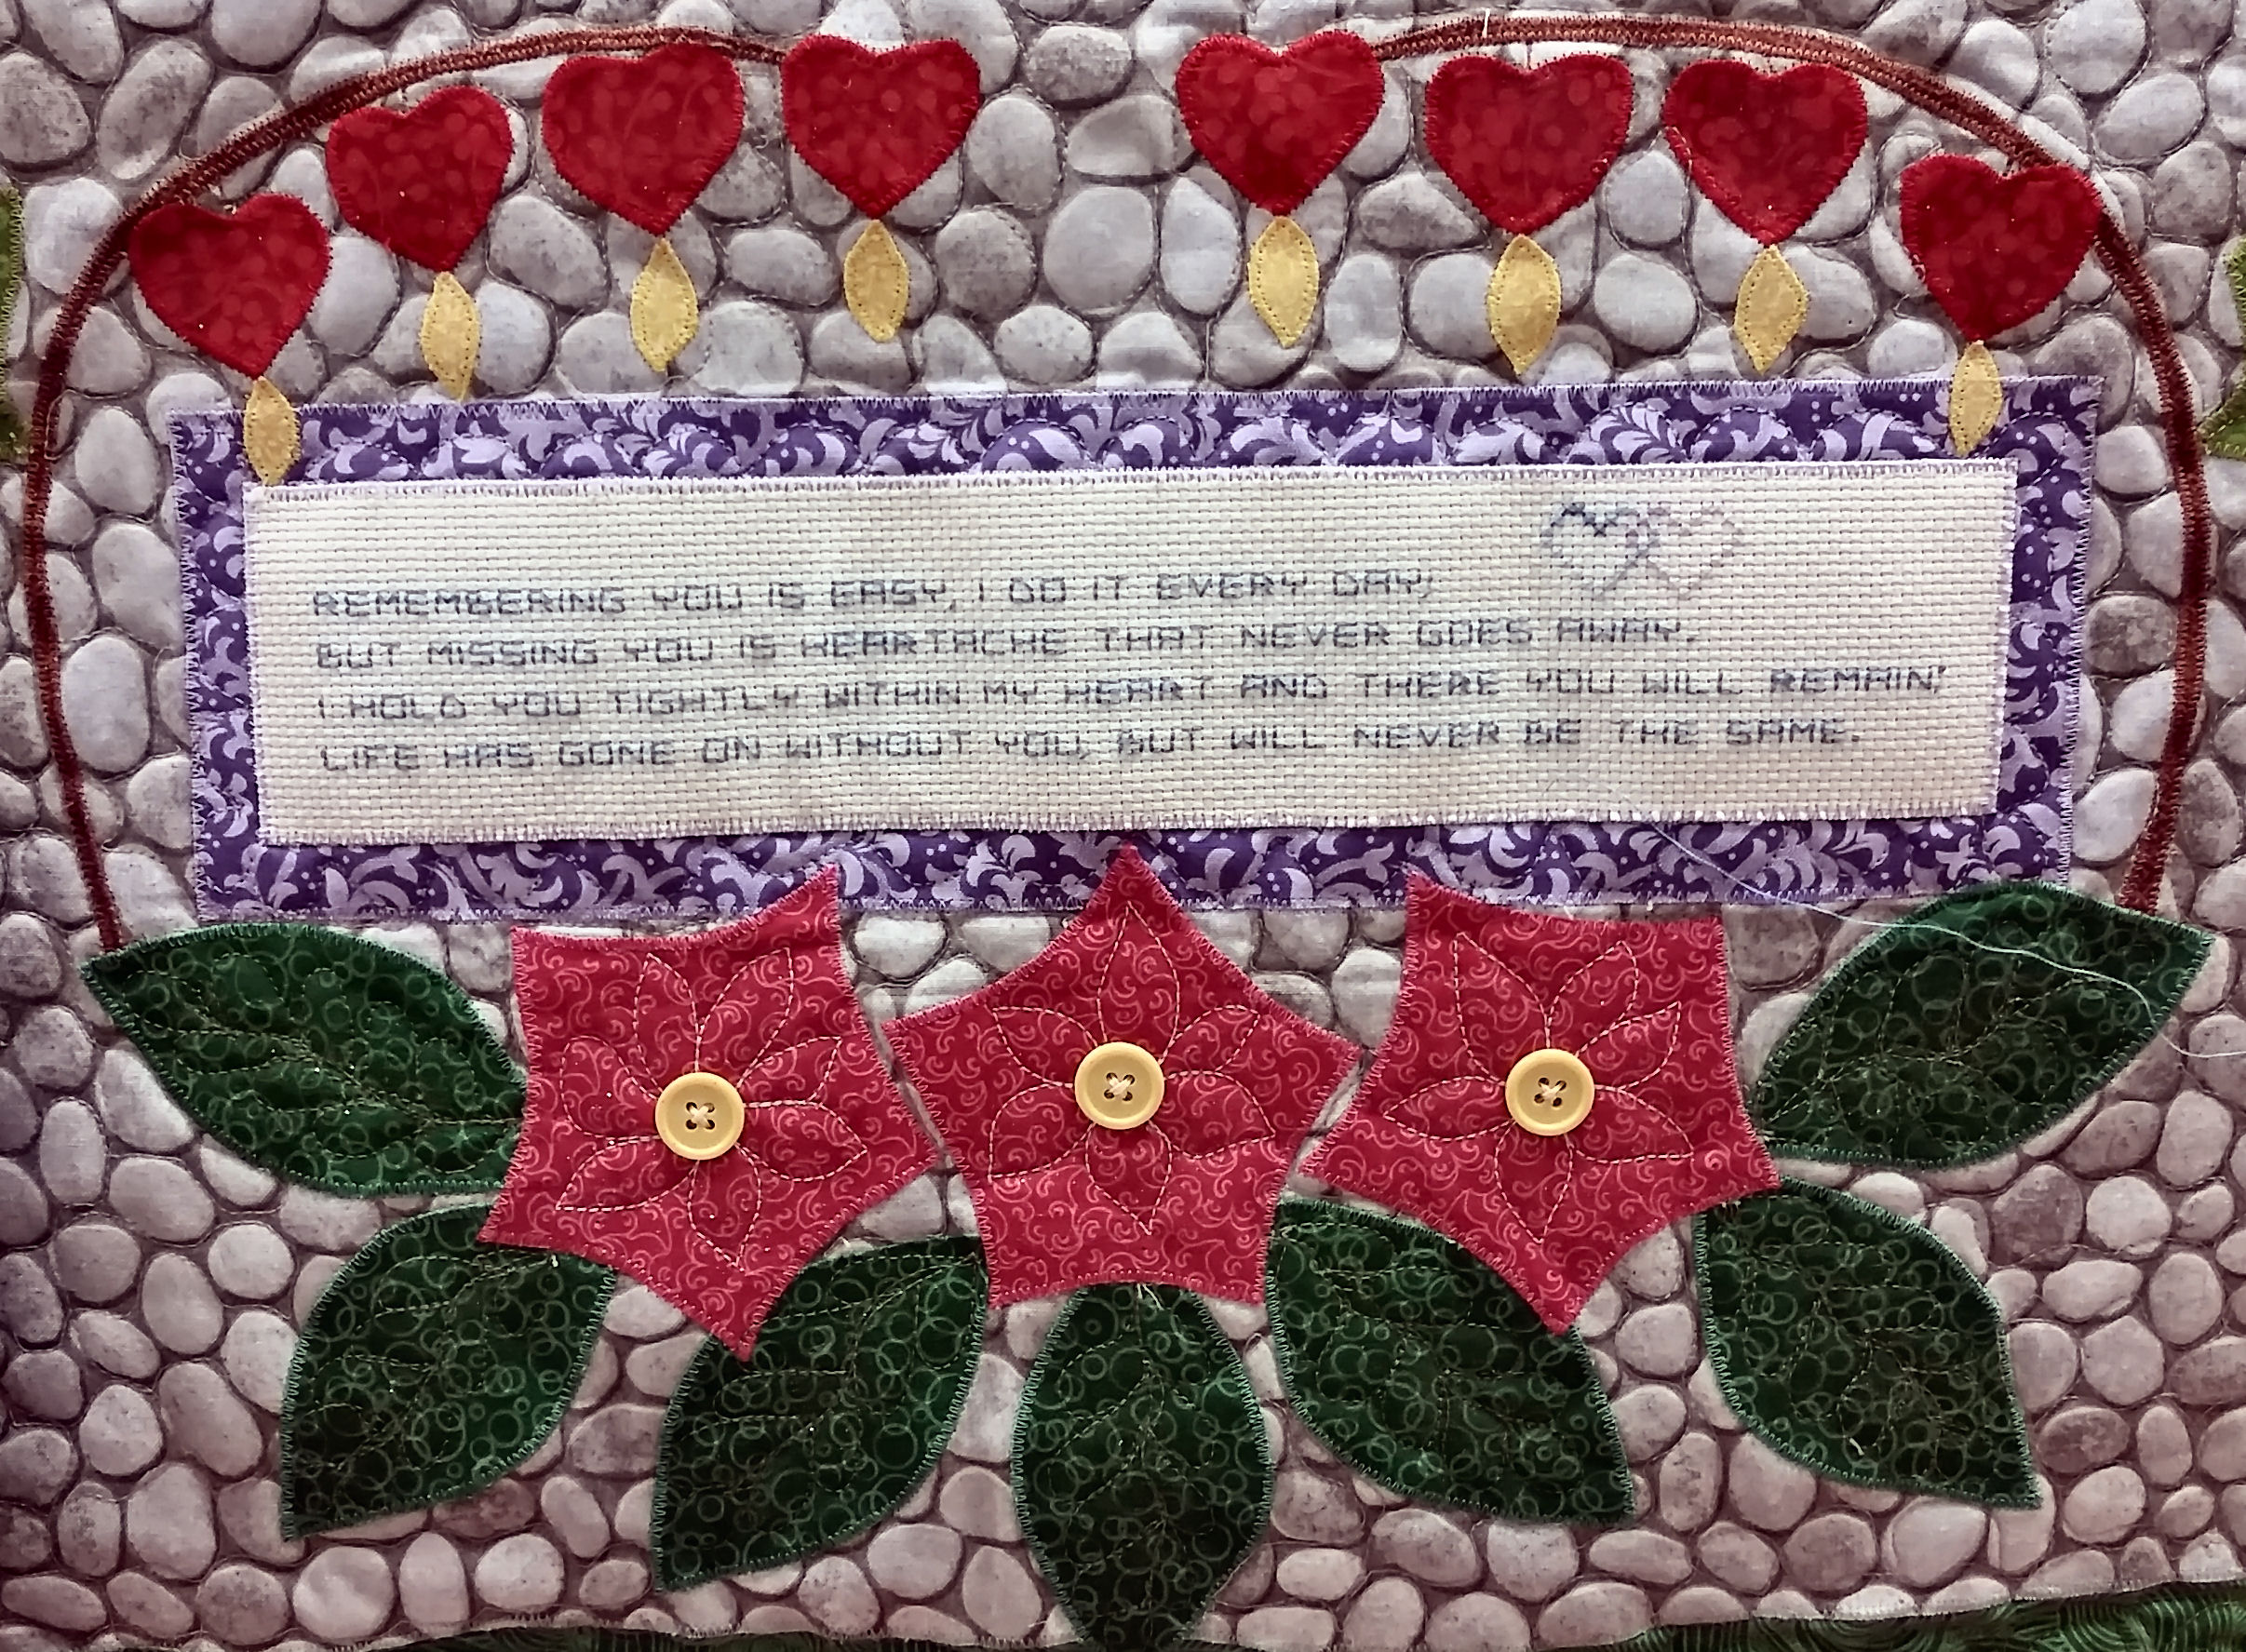 REMEMBERING YOU IS EASY, I DO IT EVERY DAY;
BUT MISSING YOU IS HEARTACHE THAT NEVER GOES AWAY.
I HOLD YOU TIGHTLY WITHIN MY HEART AND THERE YOU WILL REMAIN!
LIFE HAS GONE ON WITHOUT YOU, BUT WILL NEVER BE THE SAME.